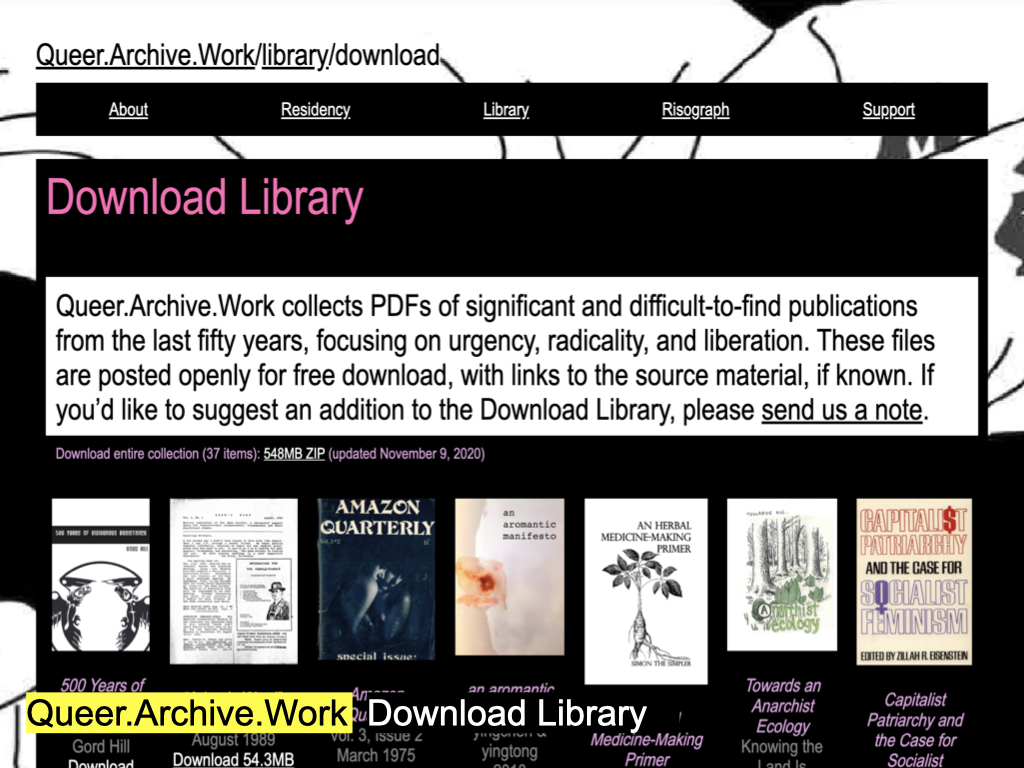 Queer.Archive.Work/library/download
About Residency Library Risograph Support
Download Library
Queer.Archive.Work collects PDFs of significant and difficult-to-find publications
from the last fifty years, focusing on urgency, radicality, and liberation. These files
are posted openly for free download, with links to the source material, if known. If
you’d like to suggest an addition to the Download Library, please send us a note.
Download entire collection (37 items): 548MB ZIP (updated November 9, 2020)
500 YEARS OF INDIGENOUS RESISTANCE
GORD HILL
AMAZON
QUARTERLY
special issue:
an
aromantic
manifesto
AN HERBAL
MEDICINE-MAKING
PRIMER
SIMON THE SIMPLER
TOWARDS AN...
Anarchist
ecology
CAPITALI$T
PATRIARCHY
AND THE CASE FOR
SOCIALIST
FEMINISM
EDITED BY ZILLAH R. EISENSTEIN
500 Years of
Gord Hill
Download
August 1989
Download 54.3MB
Vol. 3, Issue 2
March 1975
an aromantic
yingchen &
yingtong
Medicine-Making
Primer
Towards an
Anarchist
Ecology
Knowing the
Land Is
Capitalist
Patriarchy and
the Case for
Socialist
Queer.Archive.Work Download Library